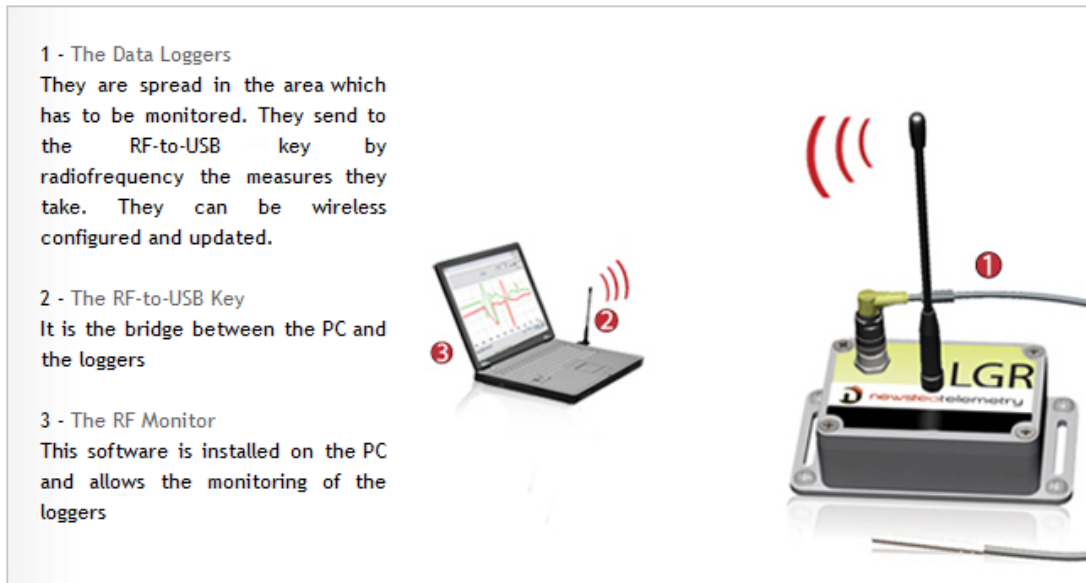 1 - The Data Loggers
They are spread in the area which
has to be monitored. They send to
the RF-to-USB key by
radiofrequency the measures they
take. They can be wireless
configured and updated.
2 - The RF-to-USB Key
It is the bridge between the PC and
the loggers
3 - The RF Monitor
This software is installed on the PC
and allows the monitoring of the
loggers
3
2
1
LGR
newsteotelemetry